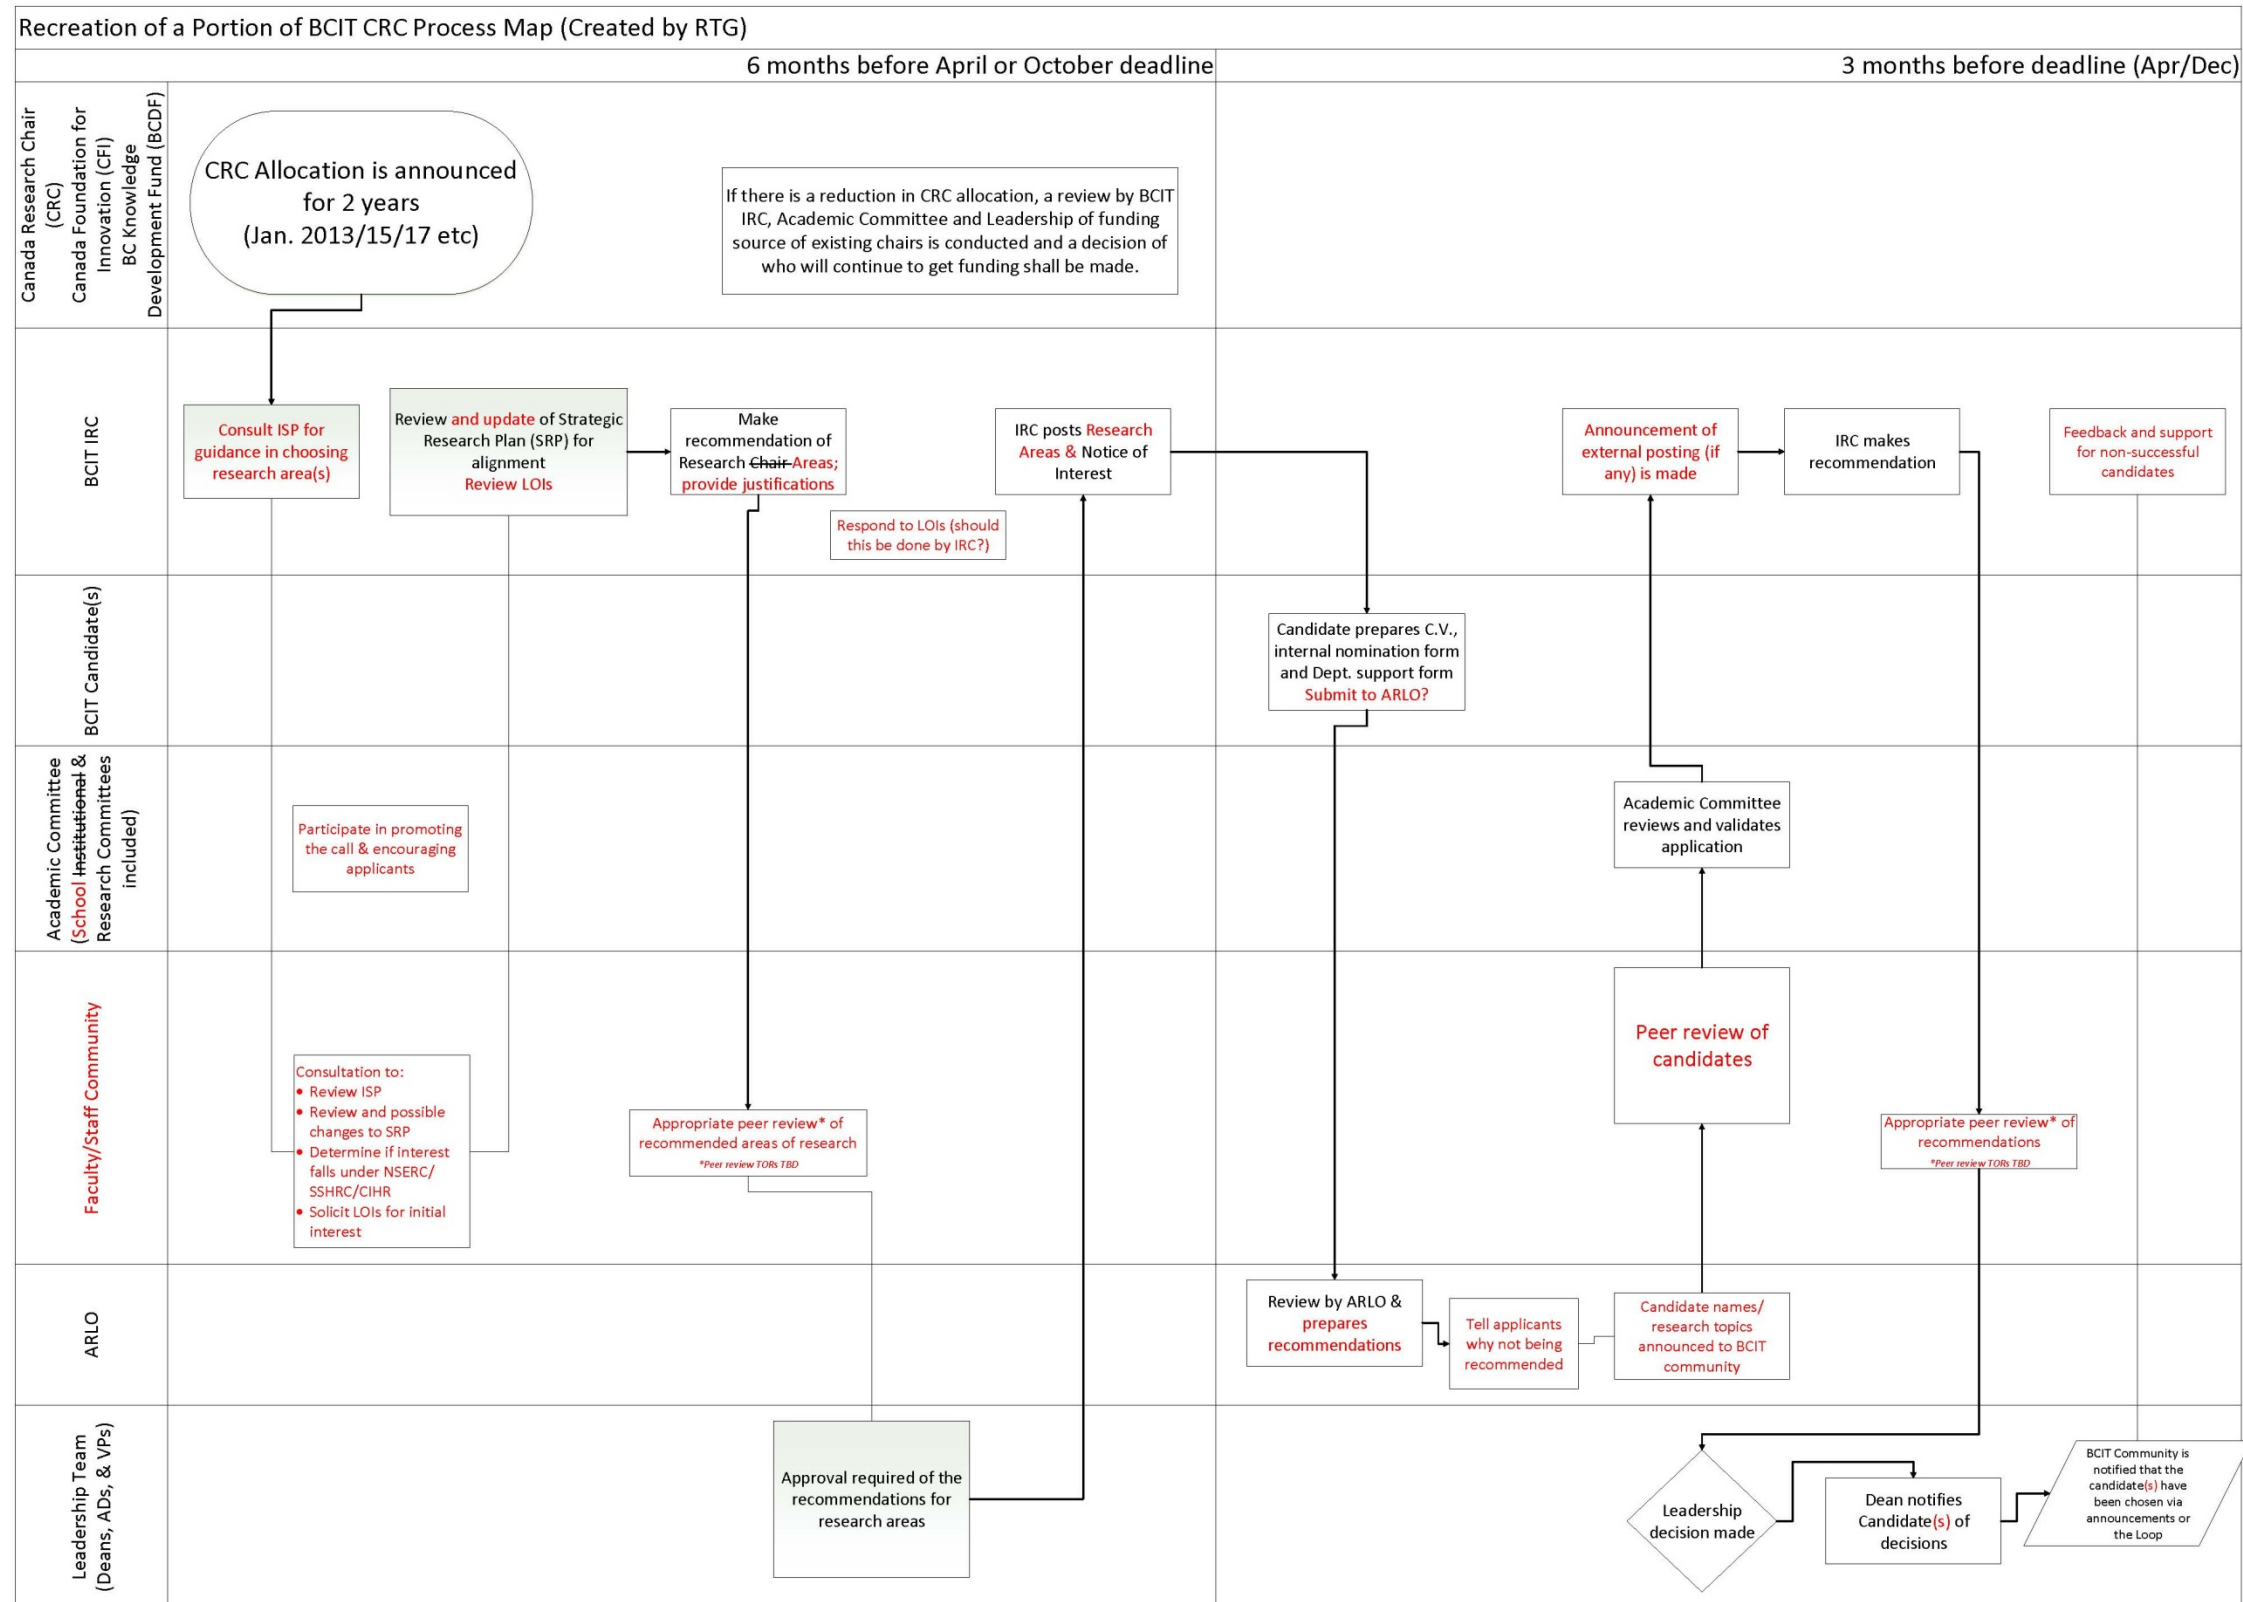 Recreation of a Portion of BCIT CRC Process Map (Created by RTG)
6 months before April or October deadline
3 months before deadline (Apr/Dec)
Canada Research Chair
(CRC)
Canada Foundation for
Innovation (CFI)
BC Knowledge
Development Fund (BCDF)
CRC Allocation is announced
for 2 years
(Jan. 2013/15/17 etc)
If there is a reduction in CRC allocation, a review by BCIT
IRC, Academic Committee and Leadership of funding
source of existing chairs is conducted and a decision of
who will continue to get funding shall be made.
BCIT IRC
Consult ISP for
guidance in choosing
research area(s)
Review and update of Strategic
Research Plan (SRP) for
alignment
Review LOIs
Make
recommendation of
Research Chair Areas;
provide justifications
Respond to LOIs (should
this be done by IRC?)
IRC posts Research
Areas & Notice of
Interest
Announcement of
external posting (if
any) is made
IRC makes
recommendation
Feedback and support
for non-successful
candidates
BCIT Candidate(s)
Candidate prepares C.V.,
internal nomination form
and Dept. support form
Submit to ARLO?
Academic Committee
(School Institutional &
Research Committees
included)
Participate in promoting
the call & encouraging
applicants
Academic Committee
reviews and validates
application
Faculty/Staff Community
Consultation to:
• Review ISP
• Review and possible
changes to SRP
• Determine if interest
falls under NSERC/
SSHRC/CIHR
• Solicit LOIs for initial
interest
Appropriate peer review* of
recommended areas of research
*Peer review TORs TBD
Peer review of
candidates
Appropriate peer review* of
recommendations
*Peer review TORs TBD
ARLO
Review by ARLO &
prepares
recommendations
Tell applicants
why not being
recommended
Candidate names/
research topics
announced to BCIT
community
Leadership Team
(Deans, ADs, & VPs)
Approval required of the
recommendations for
research areas
Leadership
decision made
Dean notifies
Candidate(s) of
decisions
BCIT Community is
notified that the
candidate(s) have
been chosen via
announcements or
the Loop